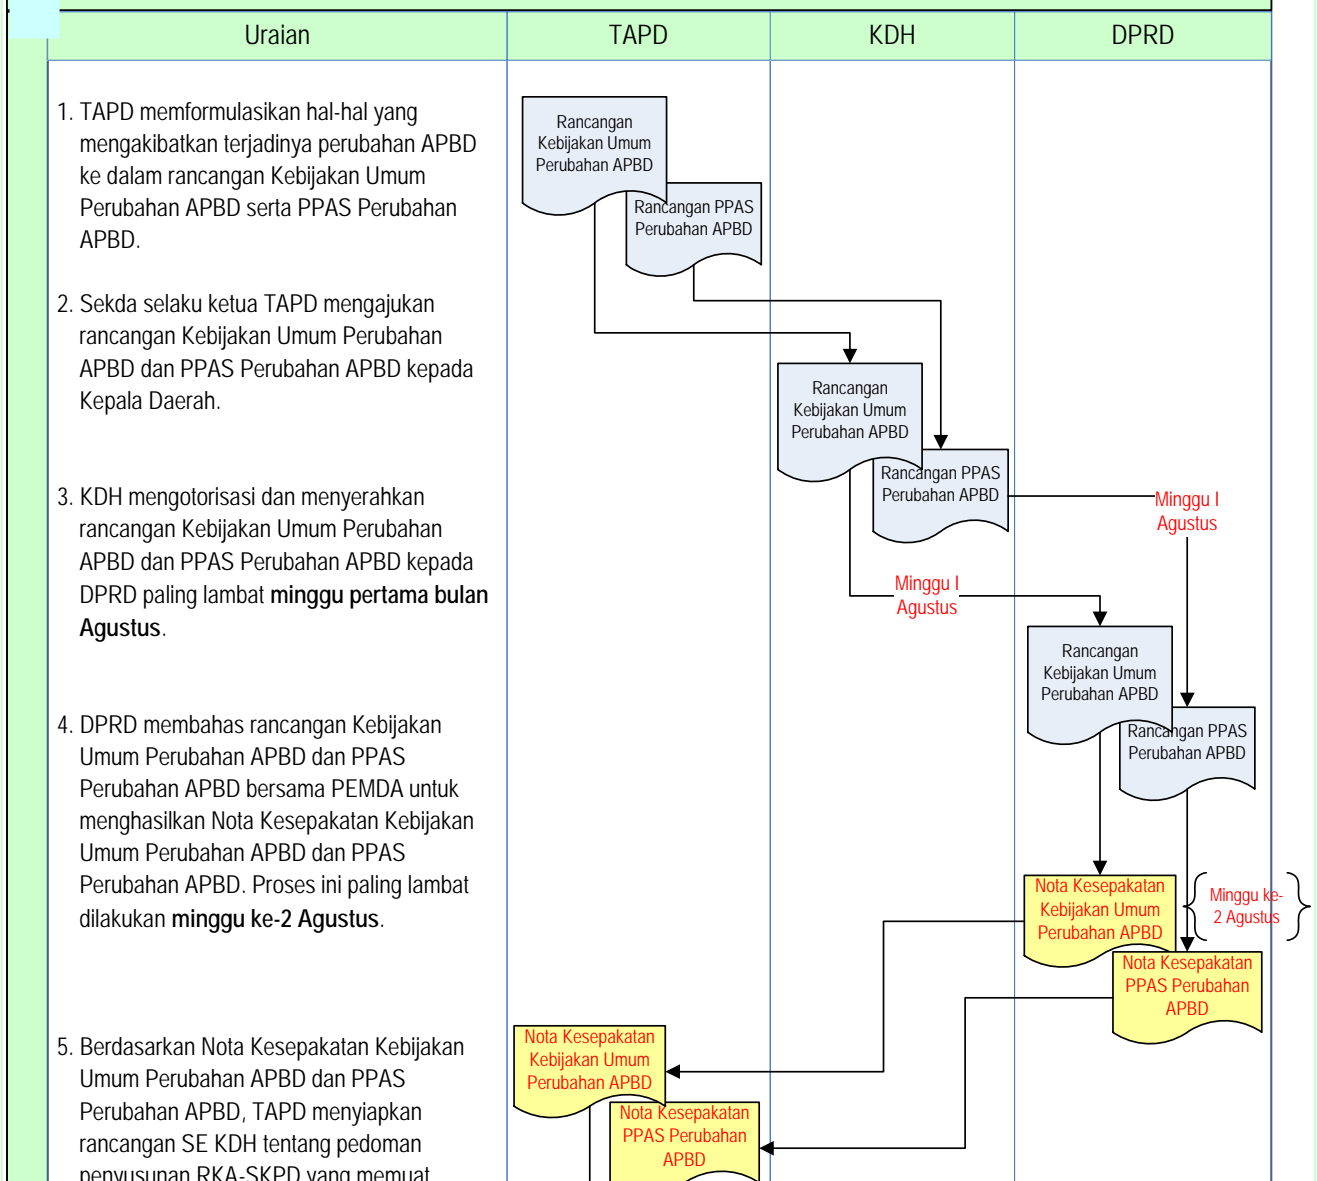 Uraian
TAPD
KDH
DPRD
1. TAPD memformulasikan hal-hal yang
mengakibatkan terjadinya perubahan APBD
ke dalam rancangan Kebijakan Umum
Perubahan APBD serta PPAS Perubahan
APBD.
2. Sekda selaku ketua TAPD mengajukan
rancangan Kebijakan Umum Perubahan
APBD dan PPAS Perubahan APBD kepada
Kepala Daerah.
3. KDH mengotorisasi dan menyerahkan
rancangan Kebijakan Umum Perubahan
APBD dan PPAS Perubahan APBD kepada
DPRD paling lambat minggu pertama bulan
Agustus.
4. DPRD membahas rancangan Kebijakan
Umum Perubahan APBD dan PPAS
Perubahan APBD bersama PEMDA untuk
menghasilkan Nota Kesepakatan Kebijakan
Umum Perubahan APBD dan PPAS
Perubahan APBD. Proses ini paling lambat
dilakukan minggu ke-2 Agustus.
5. Berdasarkan Nota Kesepakatan Kebijakan
Umum Perubahan APBD dan PPAS
Perubahan APBD, TAPD menyiapkan
rancangan SE KDH tentang pedoman
penyusunan RKA-SKPD yang memuat
Rancangan
Kebijakan Umum
Perubahan APBD
Rancangan PPAS
Perubahan APBD
Rancangan
Kebijakan Umum
Perubahan APBD
Rancangan PPAS
Perubahan APBD
Minggu I
Agustus
Minggu I
Agustus
Rancangan
Kebijakan Umum
Perubahan APBD
Rancangan PPAS
Perubahan APBD
Nota Kesepakatan
Kebijakan Umum
Perubahan APBD
Minggu ke-
2 Agustus
Nota Kesepakatan
PPAS Perubahan
APBD
Nota Kesepakatan
Kebijakan Umum
Perubahan APBD
Nota Kesepakatan
PPAS Perubahan
APBD